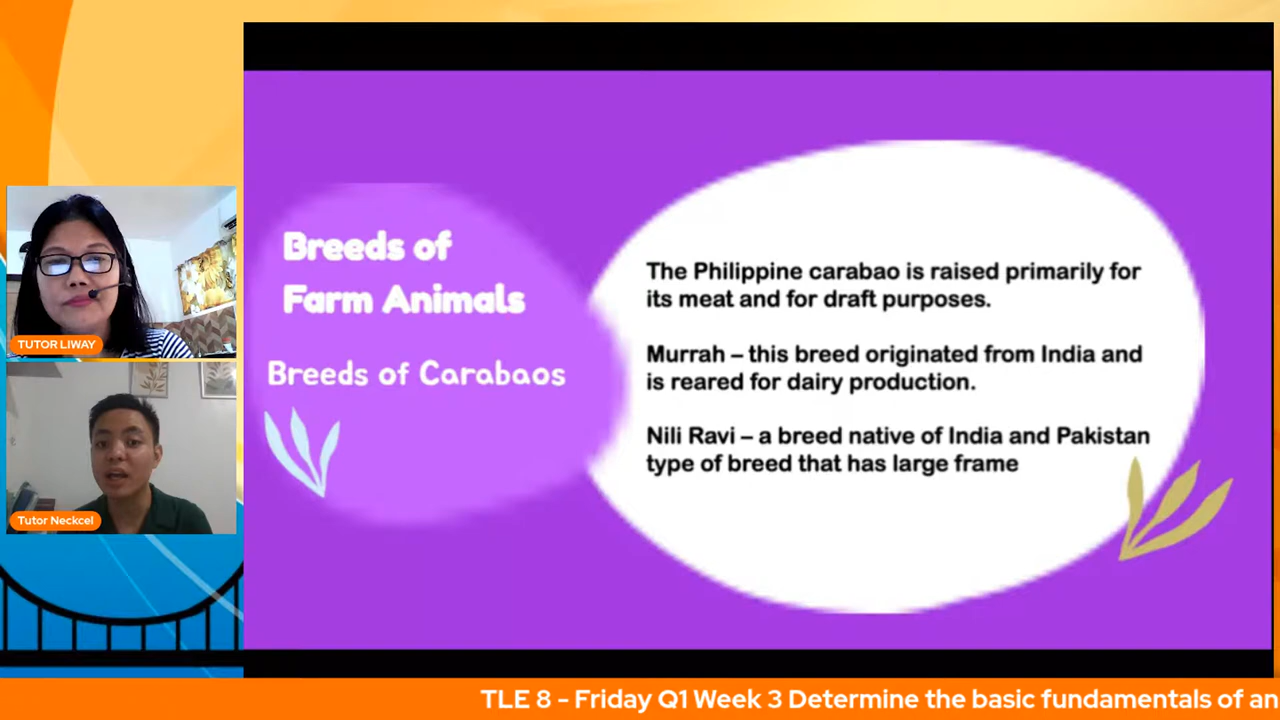 Breeds of
Farm Animals
Breeds of Carabaos
The Philippine carabao is raised primarily for
its meat and for draft purposes.
Murrah – this breed originated from India and
is reared for dairy production.
Nili Ravi – a breed native of India and Pakistan
type of breed that has large frame
TUTOR LIWAY
Tutor Neckcel
TLE 8 - Friday Q1 Week 3 Determine the basic fundamentals of an